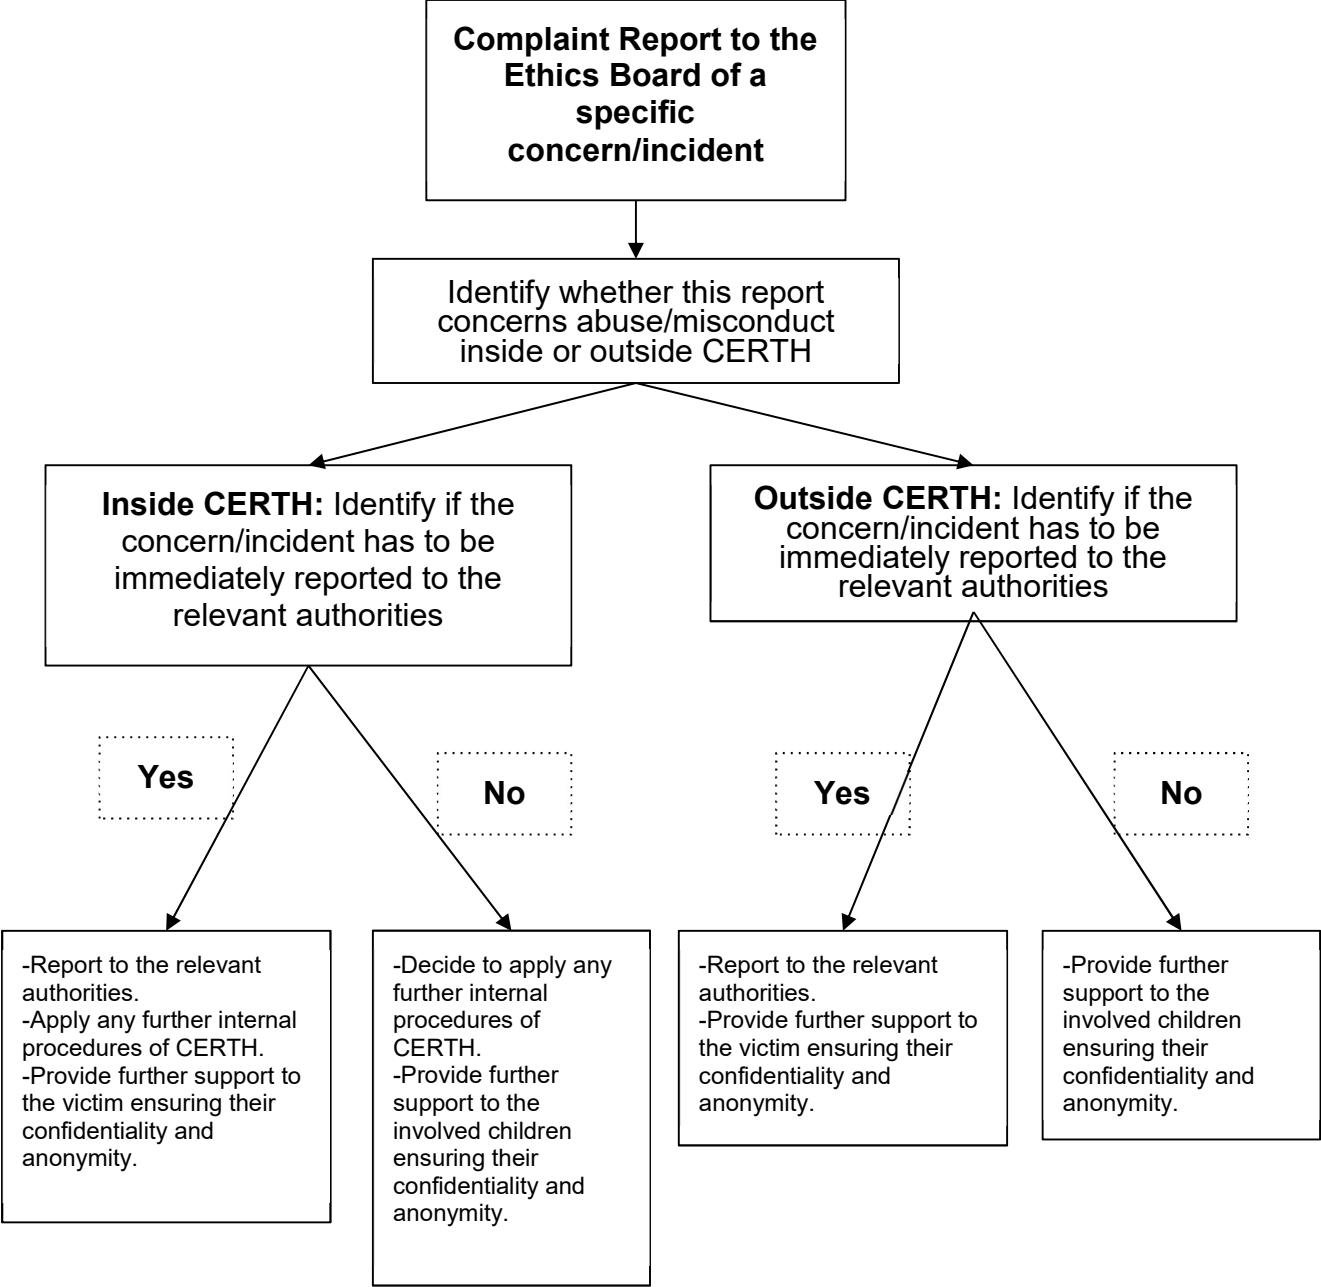 Complaint Report to the
Ethics Board of a
specific
concern/incident
Identify whether this report
concerns abuse/misconduct
inside or outside CERTH
Inside CERTH: Identify if the
concern/incident has to be
immediately reported to the
relevant authorities
Outside CERTH: Identify if the
concern/incident has to be
immediately reported to the
relevant authorities
Yes
No
Yes
No
-Report to the relevant
authorities.
-Apply any further internal
procedures of CERTH.
-Provide further support to
the victim ensuring their
confidentiality and
anonymity.
-Decide to apply any
further internal
procedures of
CERTH.
-Provide further
support to the
involved children
ensuring their
confidentiality and
anonymity.
-Report to the relevant
authorities.
-Provide further support to
the victim ensuring their
confidentiality and
anonymity.
-Provide further
support to the
involved children
ensuring their
confidentiality and
anonymity.